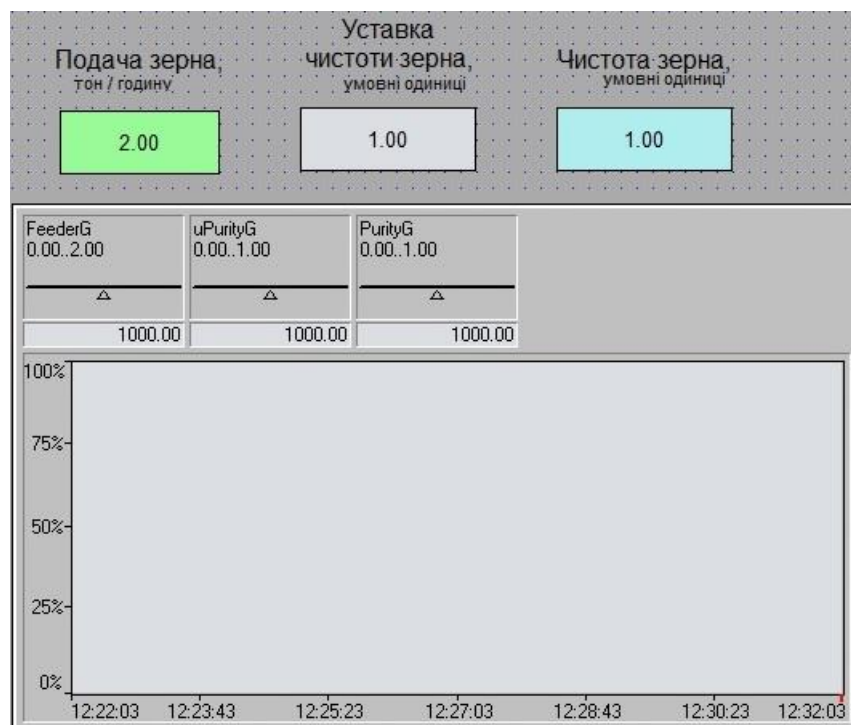 Подача зерна,
тон / годину
2.00
Уставка
чистоти зерна,
умовні одиниці
1.00
Чистота зерна,
умовні одиниці
1.00
FeederG
0.00..2.00
1000.00
uPurityG
0.00..1.00
1000.00
PurityG
0.00..1.00
1000.00
100%
75%
50%
25%
0%
12:22:03 12:23:43 12:25:23 12:27:03 12:28:43 12:30:23 12:32:03